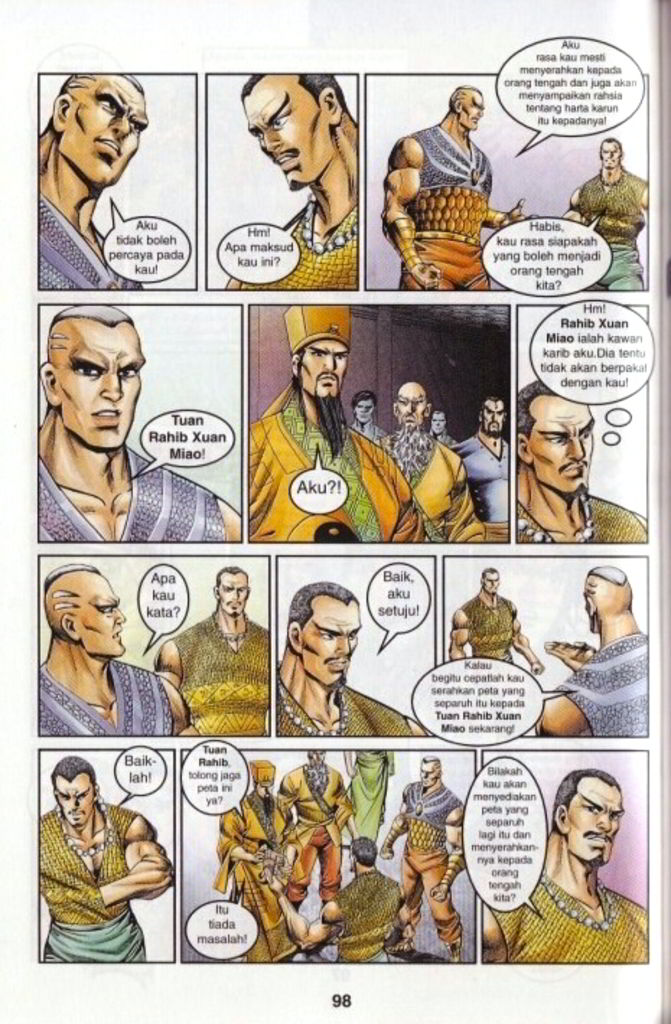 Aku
tidak boleh
percaya pada
kau!
Hm!
Apa maksud
kau ini?
Aku
rasa kau mesti
menyerahkan kepada
orang tengah dan juga akan
menyampaikan rahsia
tentang harta karun
itu kepadanya!
Habis,
kau rasa siapakah
yang boleh menjadi
orang tengah
kita?
Tuan
Rahib Xuan
Miao!
Aku?!
Hm!
Rahib Xuan
Miao ialah kawan
karib aku.Dia tentu
tidak akan berpakat
dengan kau!
Apa
kau
kata?
Baik,
aku
setuju!
Kalau
begitu cepatlah kau
serahkan peta yang
separuh itu kepada
Tuan Rahib Xuan
Miao sekarang!
Baik-
lah!
Tuan
Rahib,
tolong jaga
peta ini
ya?
Itu
tiada
masalah!
Bilakah
kau akan
menyediakan
peta yang
separuh
lagi itu dan
menyerahkan-
nya kepada
orang
tengah
kita?
98